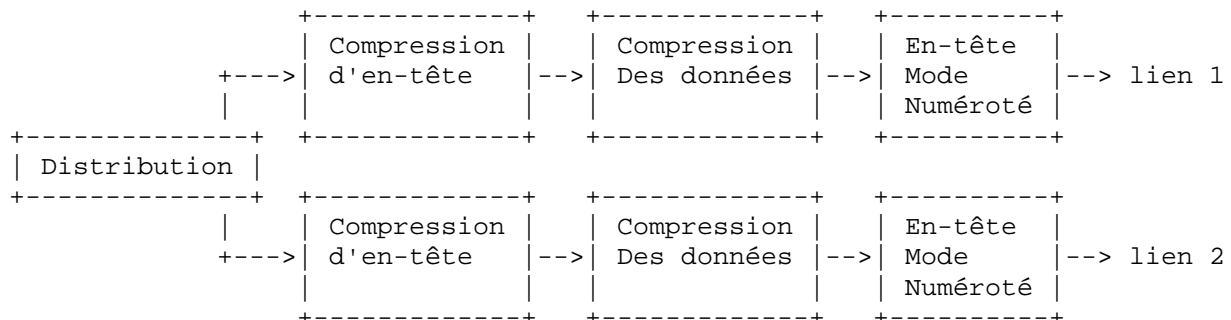 Compression Compression En-tête
d'en-tête Des données Mode lien 1
Numéroté
Distribution
Compression Compression En-tête
d'en-tête Des données Mode lien 2
Numéroté